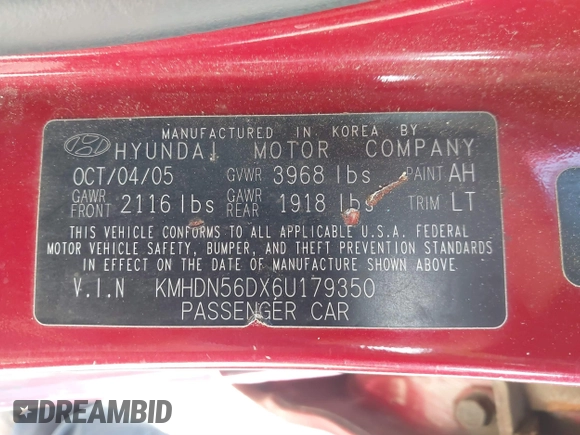 MANUFACTURED IN KOREA BY
HYUNDAI MOTOR COMPANY
OCT/04/05 GVWR 3968 lbs PAINT AH
GAWR FRONT 2116 lbs GAWR REAR 1918 lbs TRIM LT
THIS VEHICLE CONFORMS TO ALL APPLICABLE U.S.A. FEDERAL
MOTOR VEHICLE SAFETY, BUMPER, AND THEFT PREVENTION STANDARDS
IN EFFECT ON THE DATE OF MANUFACTURE SHOWN ABOVE
V.I.N KMHDN56DX6U179350
PASSENGER CAR
DREAMBID